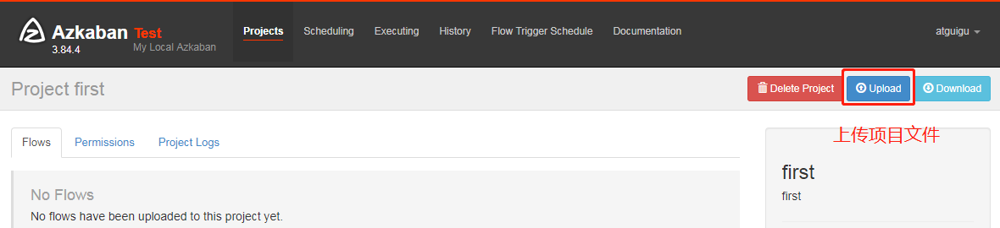 Azkaban Test
3.84.4
My Local Azkaban
Projects Scheduling Executing History Flow Trigger Schedule Documentation atguigu
Project first
Delete Project Upload Download
上传项目文件
Flows Permissions Project Logs
first
first
No Flows
No flows have been uploaded to this project yet.